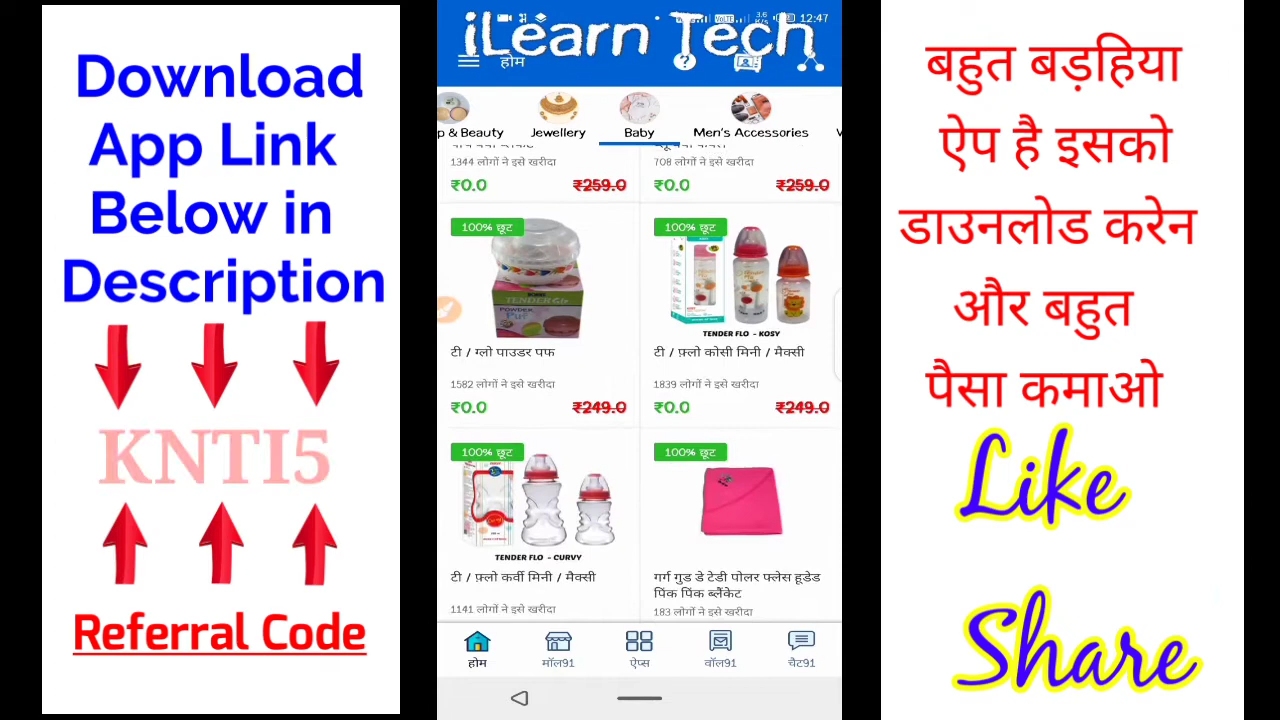 Download
App Link
Below in
Description
KNTI5
Referral Code
iLearn Tech
12:47
होम
p & Beauty
Jewellery
Baby
Men's Accessories
1344 लोगों ने इसे खरीदा
708 लोगों ने इसे खरीदा
₹0.0
₹259.0
₹0.0
₹259.0
100% छूट
100% छूट
TENDER FLO - KOSY
टी / ग्लो पाउडर पफ
टी / फ़्लो कोसी मिनी / मैक्सी
1582 लोगों ने इसे खरीदा
1839 लोगों ने इसे खरीदा
₹0.0
₹249.0
₹0.0
₹249.0
100% छूट
100% छूट
TENDER FLO - CURVY
टी / फ़्लो कर्वी मिनी / मैक्सी
गर्ग गुड डे टेडी पोलर फ्लेस हूडेड
पिंक पिंक ब्लैंकेट
1141 लोगों ने इसे खरीदा
183 लोगों ने इसे खरीदा
होम
मॉल91
ऐप्स
वॉल91
चैट91
बहुत बड़हिया
ऐप है इसको
डाउनलोड करेन
और बहुत
पैसा कमाओ
Like
Share